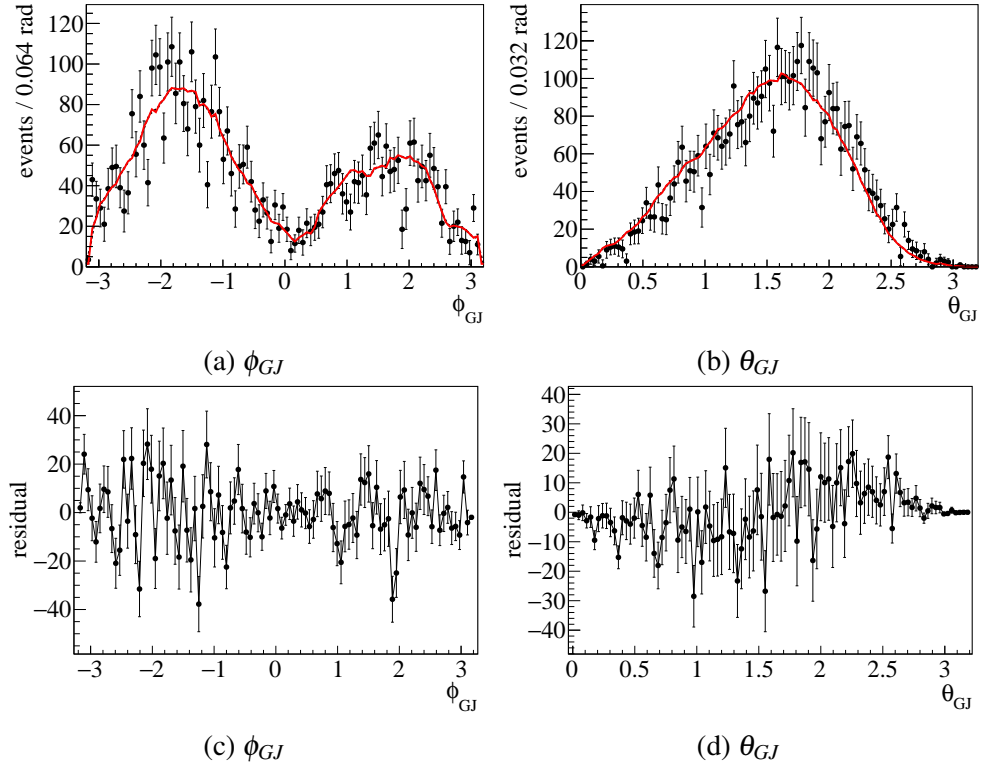 events / 0.064 rad
120
100
80
60
40
20
0
−3 −2 −1 0 1 2 3
ϕGJ
(a) ϕGJ
events / 0.032 rad
140
120
100
80
60
40
20
0
0 0.5 1 1.5 2 2.5 3
θGJ
(b) θGJ
residual
40
20
0
−20
−40
−3 −2 −1 0 1 2 3
ϕGJ
(c) ϕGJ
residual
40
30
20
10
0
−10
−20
−30
−40
0 0.5 1 1.5 2 2.5 3
θGJ
(d) θGJ